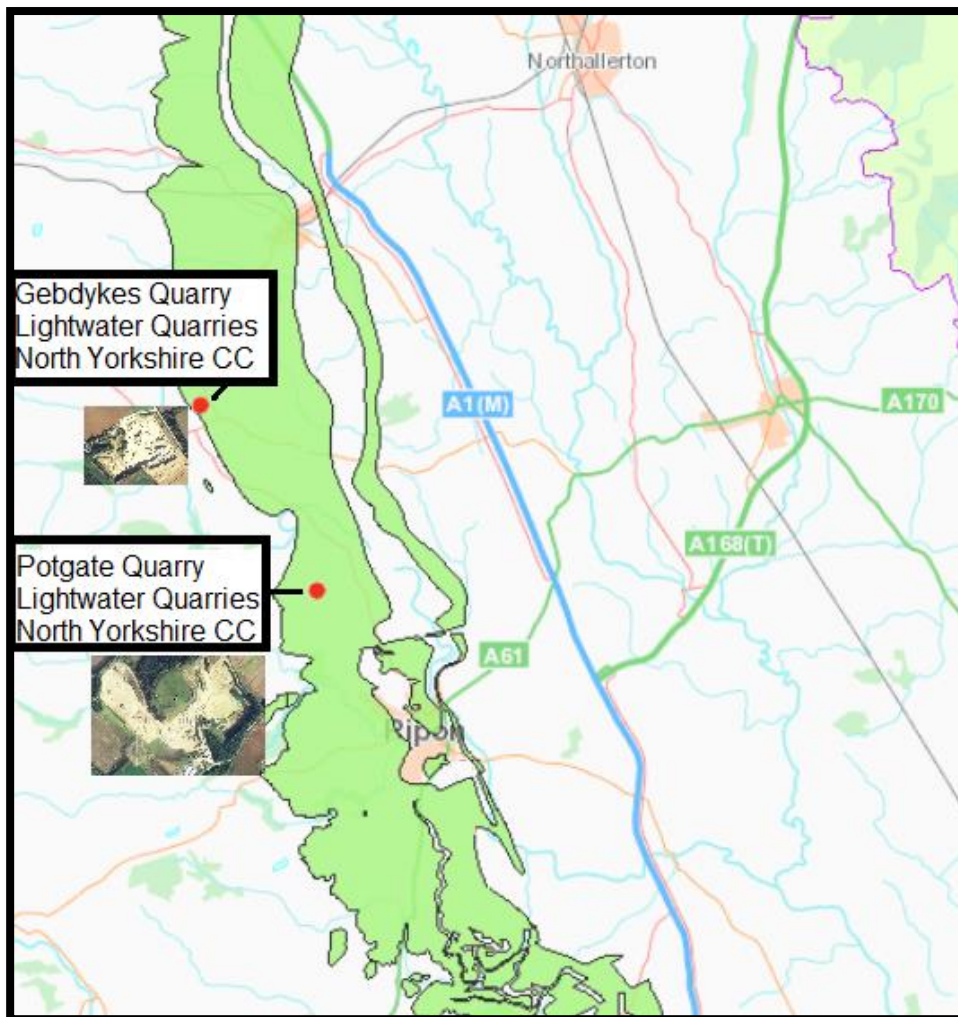 Northallerton
Gebdykes Quarry
Lightwater Quarries
North Yorkshire CC
A1(M)
A170
Potgate Quarry
Lightwater Quarries
North Yorkshire CC
A168(T)
A61
Ripon